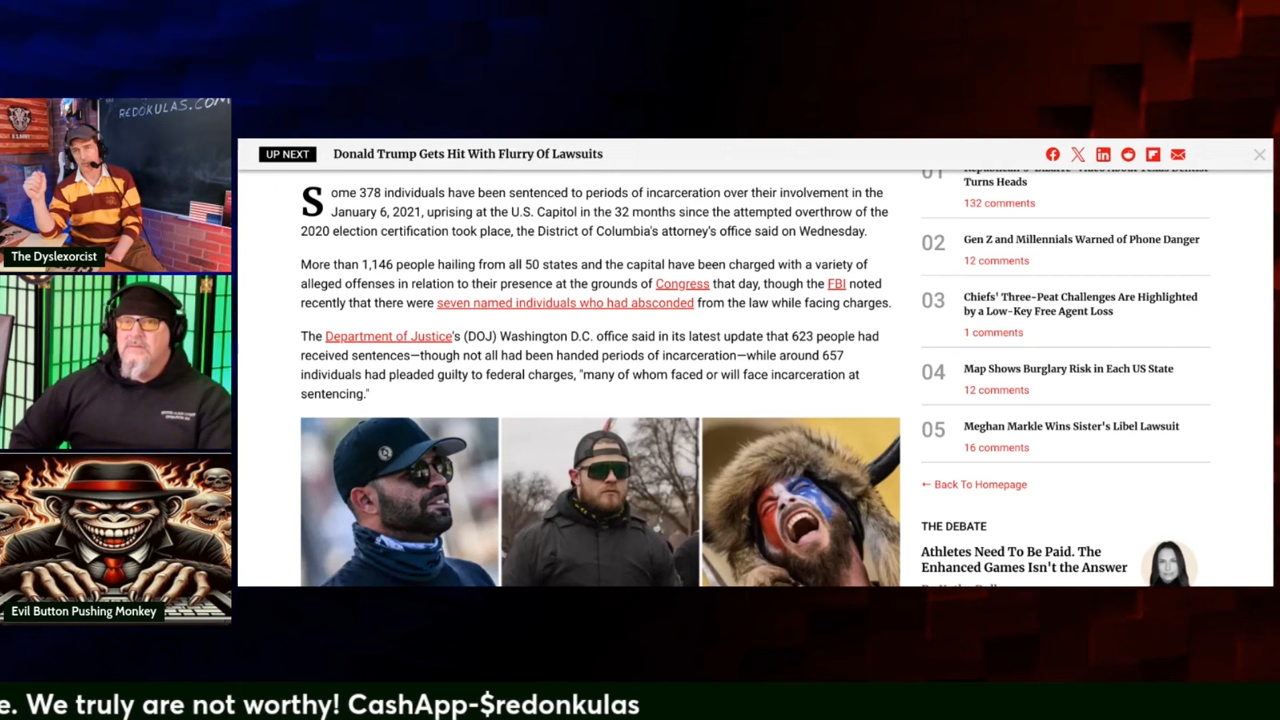 REDOKULAS.COM
The Dyslexorcist
Evil Button Pushing Monkey
UP NEXT
Donald Trump Gets Hit With Flurry Of Lawsuits
Some 378 individuals have been sentenced to periods of incarceration over their involvement in the
January 6, 2021, uprising at the U.S. Capitol in the 32 months since the attempted overthrow of the
2020 election certification took place, the District of Columbia's attorney's office said on Wednesday.
More than 1,146 people hailing from all 50 states and the capital have been charged with a variety of
alleged offenses in relation to their presence at the grounds of Congress that day, though the FBI noted
recently that there were seven named individuals who had absconded from the law while facing charges.
The Department of Justice's (DOJ) Washington D.C. office said in its latest update that 623 people had
received sentences—though not all had been handed periods of incarceration—while around 657
individuals had pleaded guilty to federal charges, "many of whom faced or will face incarceration at
sentencing."
01
Republican's 'Bizarre' Video About Texas Dentist
Turns Heads
132 comments
02
Gen Z and Millennials Warned of Phone Danger
12 comments
03
Chiefs' Three-Peat Challenges Are Highlighted
by a Low-Key Free Agent Loss
1 comments
04
Map Shows Burglary Risk in Each US State
12 comments
05
Meghan Markle Wins Sister's Libel Lawsuit
16 comments
← Back To Homepage
THE DEBATE
Athletes Need To Be Paid. The
Enhanced Games Isn't the Answer
e. We truly are not worthy! CashApp-$redonkulas